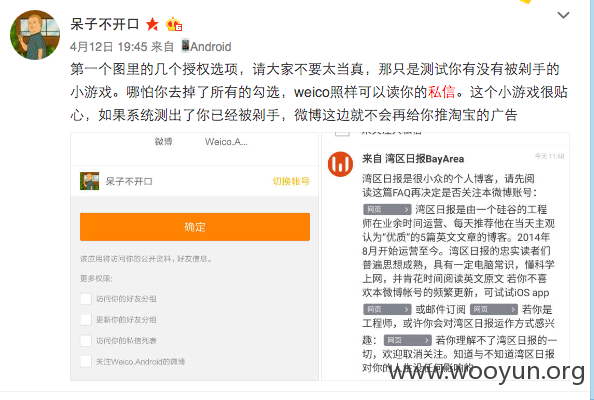 呆子不开口
4月12日 19:45 来自 Android
第一个图里的几个授权选项，请大家不要太当真，那只是测试你有没有被剁手的
小游戏。哪怕你去掉了所有的勾选，weico照样可以读你的私信。这个小游戏很贴
心，如果系统测出了你已经被剁手，微博这边就不会再给你推淘宝的广告
微博 Weico.A...
呆子不开口 切换帐号
确定
该应用将访问你的公开资料，好友信息。
更多权限:
访问你的好友分组
更新你的好友分组
访问你的私信列表
关注Weico.Android的微博
来自 湾区日报BayArea
今天 11:48
湾区日报是很小众的个人博客，请先阅
读这篇FAQ再决定是否关注本微博账号：
网页 湾区日报是由一个硅谷的工程
师在业余时间运营、每天推荐他在当天主观
认为“优质”的5篇英文文章的博客。2014年
8月开始运营至今。湾区日报的忠实读者们
普遍思想成熟，具有一定电脑常识，懂科学
上网，并肯花时间阅读英文原文 若你不喜
欢本微博帐号的频繁更新，可试试iOS app
网页 或邮件订阅 网页 若你是
工程师，或许你会对湾区日报运作方式感兴
趣： 网页 若你理解不了湾区日报的一
切，欢迎取消关注。知道与不知道湾区日报
对你的人生没任何影响的
www.wooyun.org